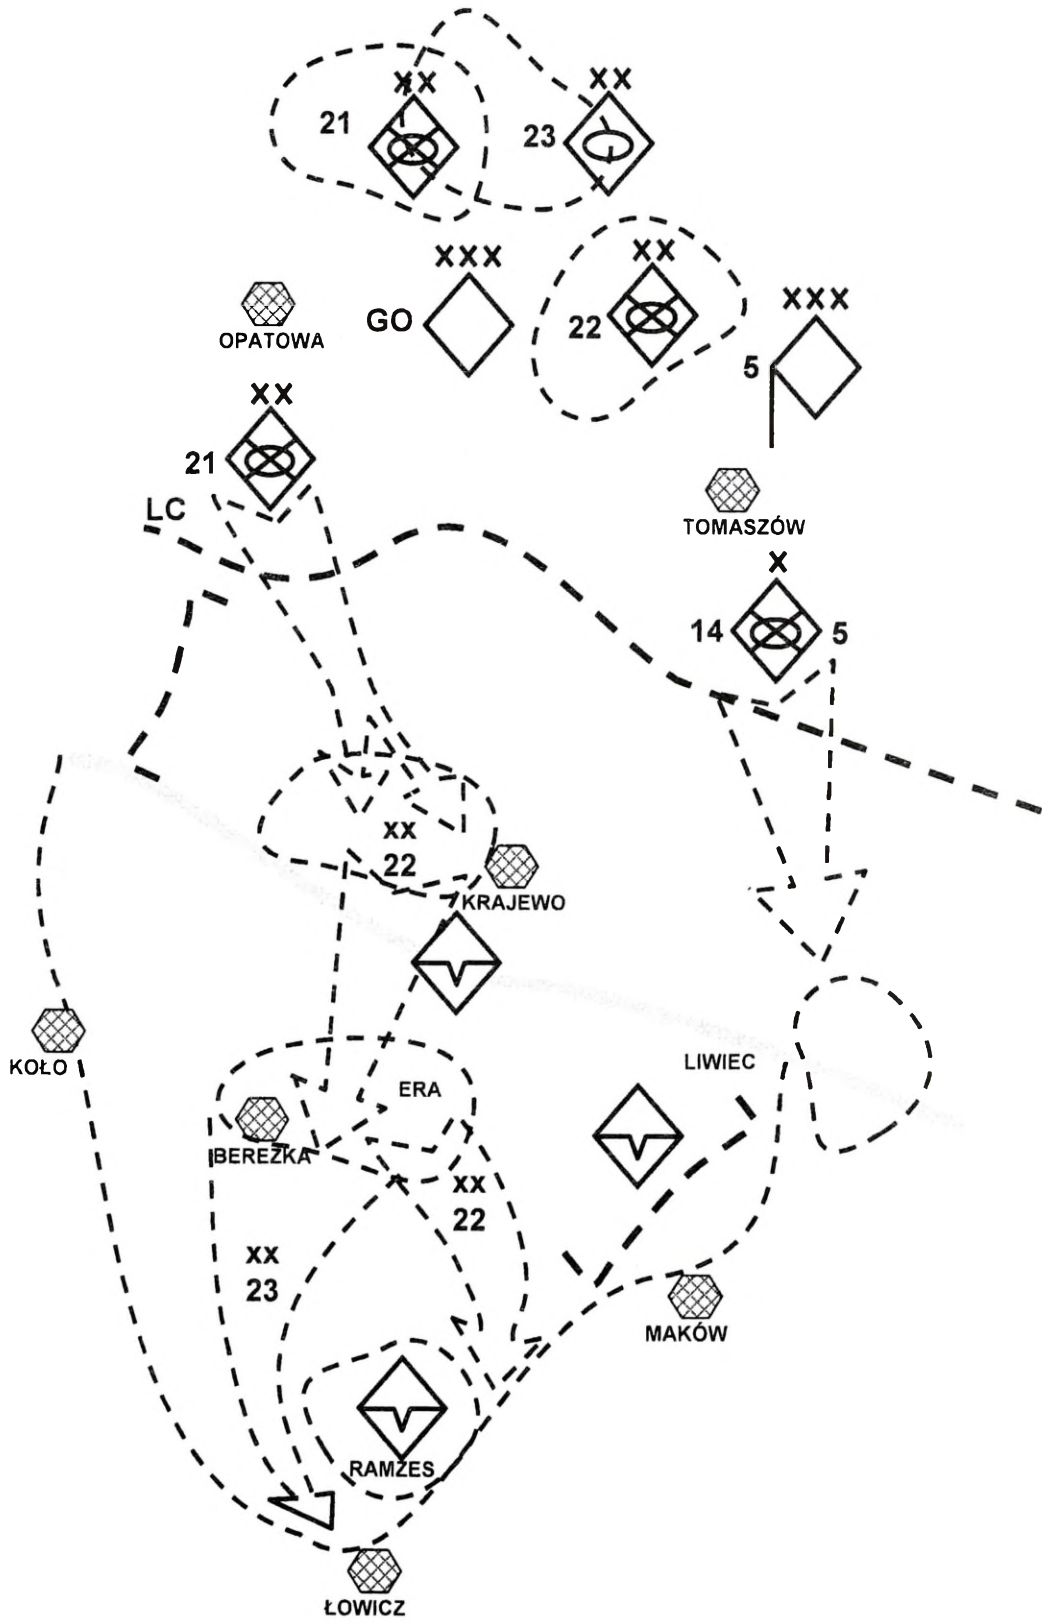 XX
21
XX
23
XXX
GO
XX
22
XXX
5
OPATOWA
XX
21
LC
TOMASZÓW
X
14
5
XX
22
KRAJEWO
KOŁO
ERA
LIWIEC
BEREZKA
XX
22
XX
23
MAKÓW
RAMZES
ŁOWICZ